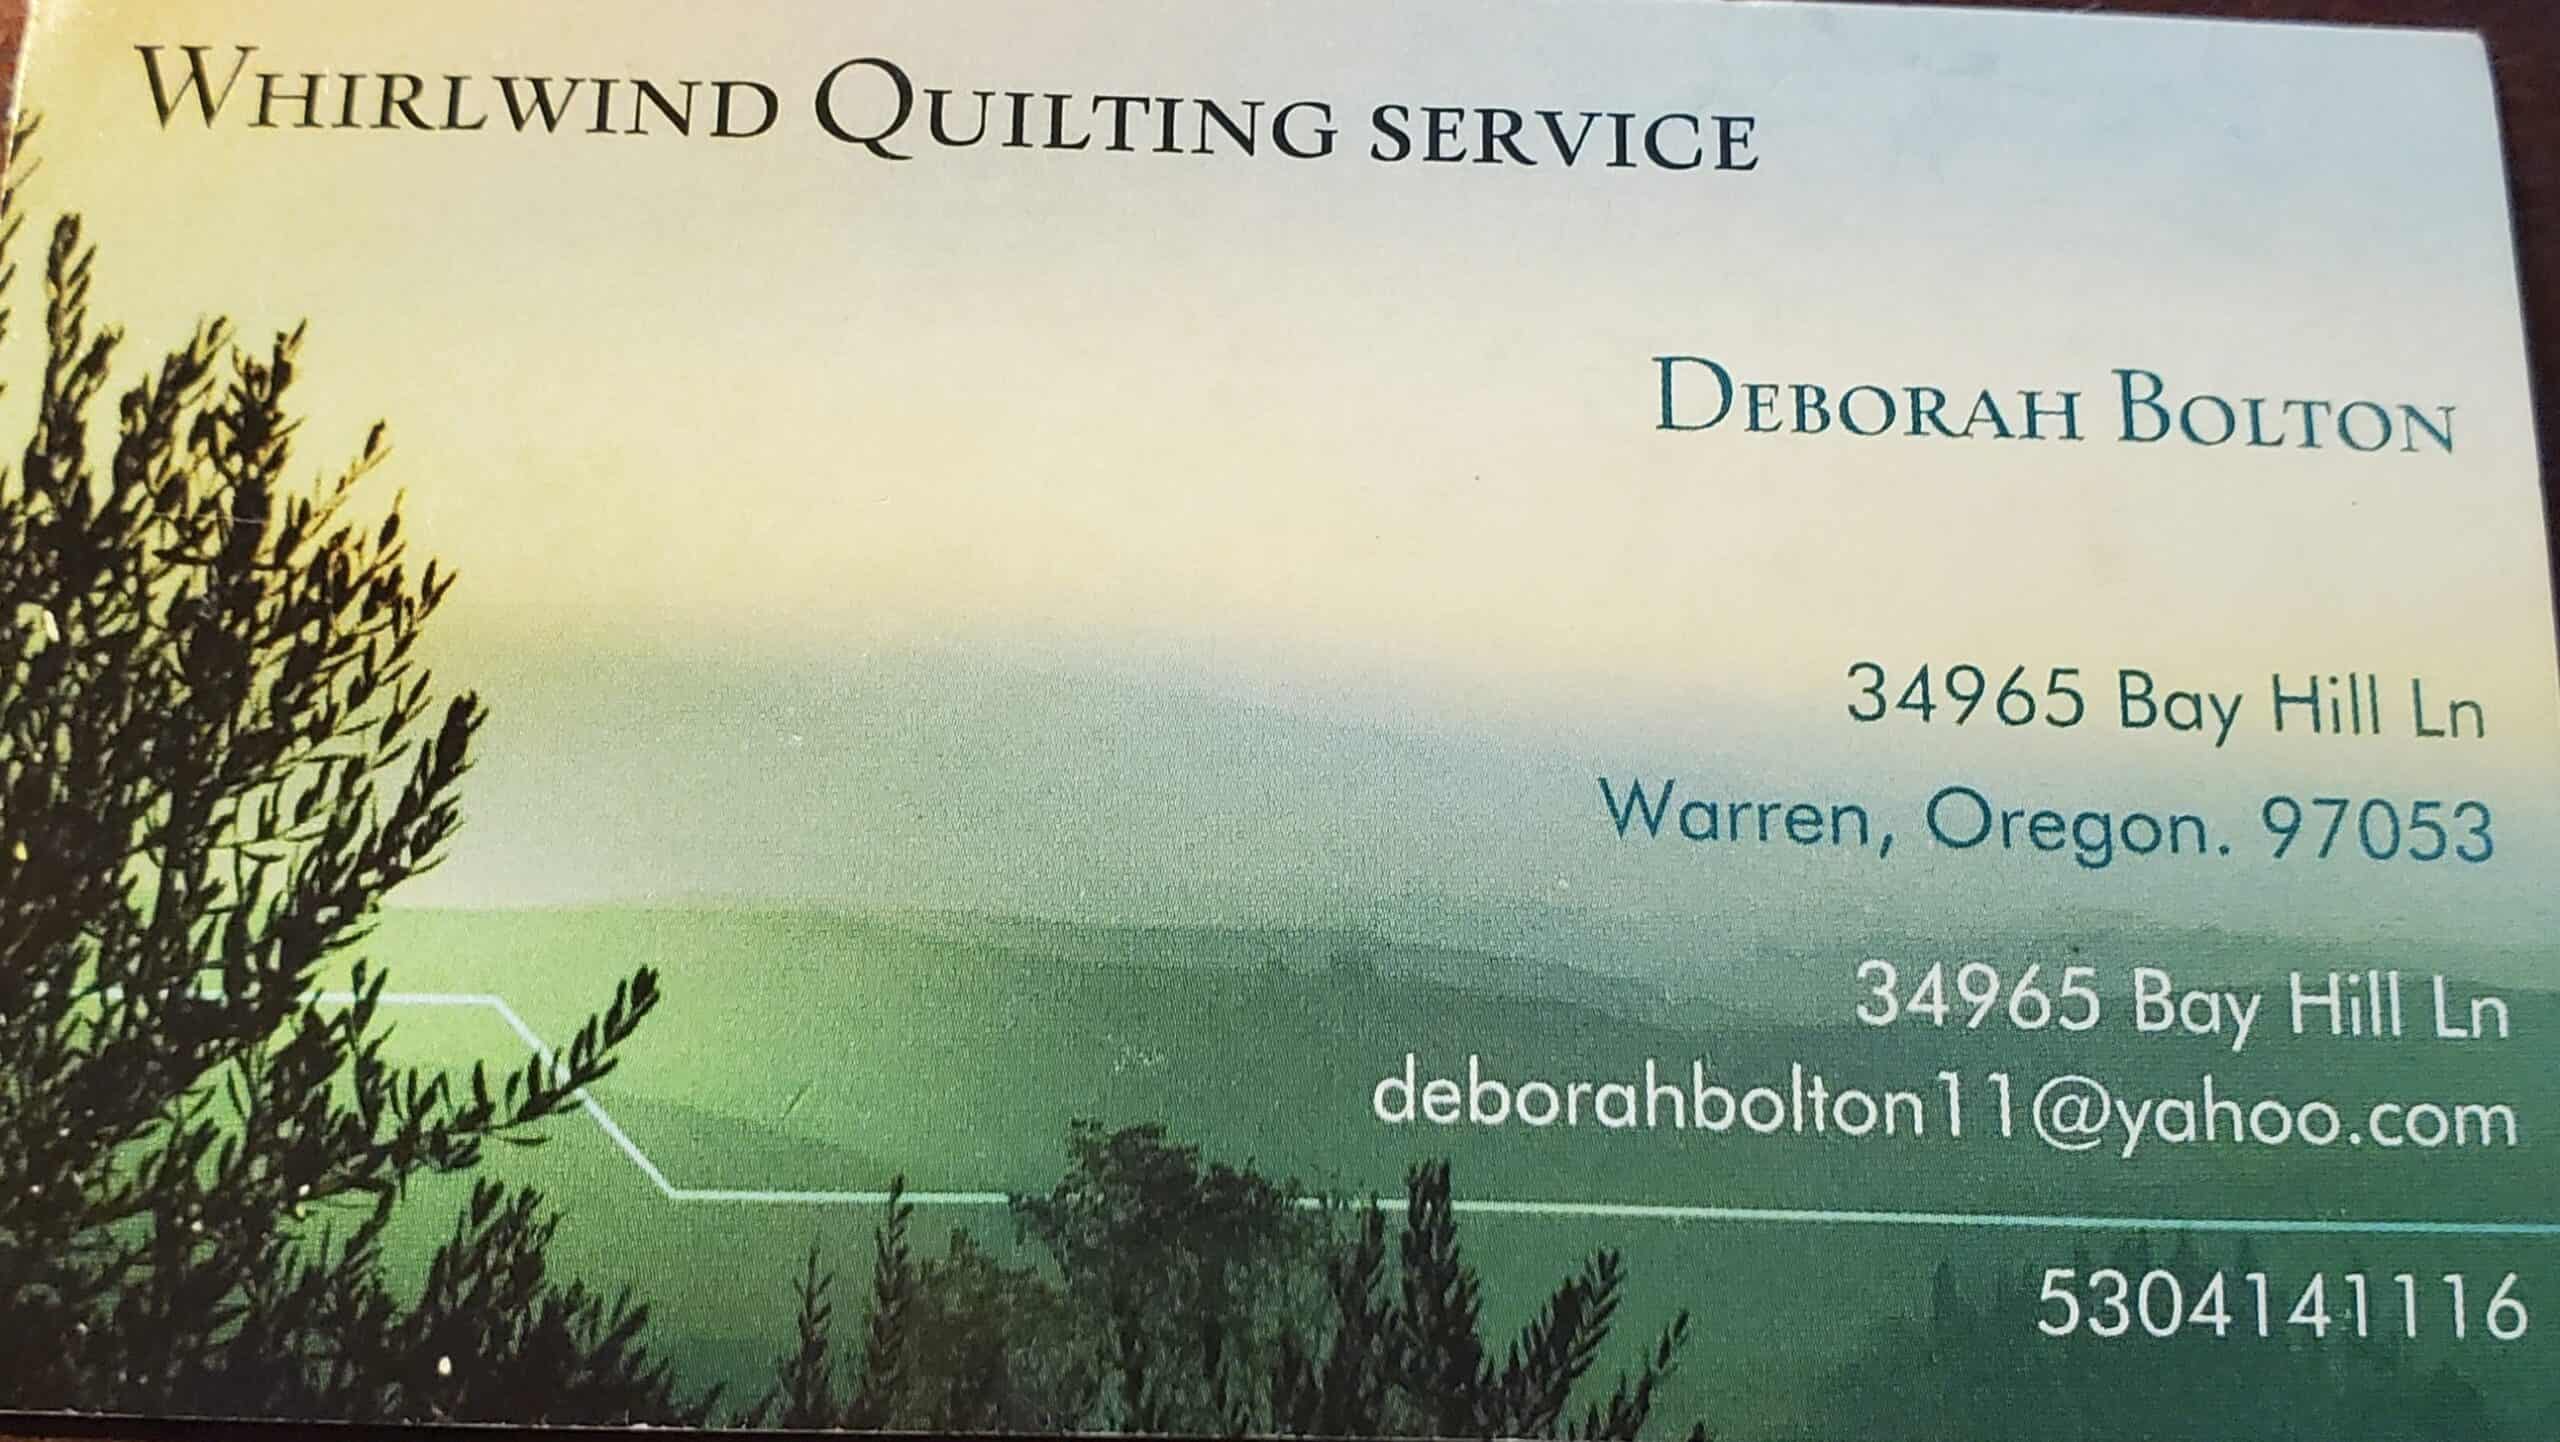 Whirlwind Quilting service
Deborah Bolton
34965 Bay Hill Ln
Warren, Oregon. 97053
34965 Bay Hill Ln
deborahbolton11@yahoo.com
5304141116